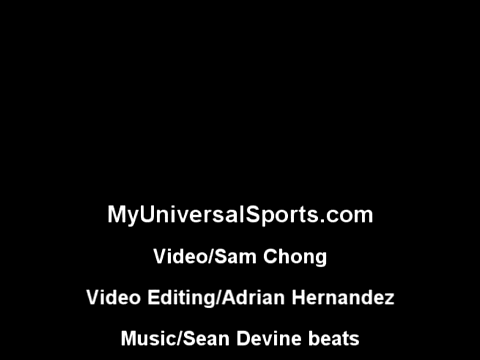 MyUniversalSports.com
Video/Sam Chong
Video Editing/Adrian Hernandez
Music/Sean Devine beats